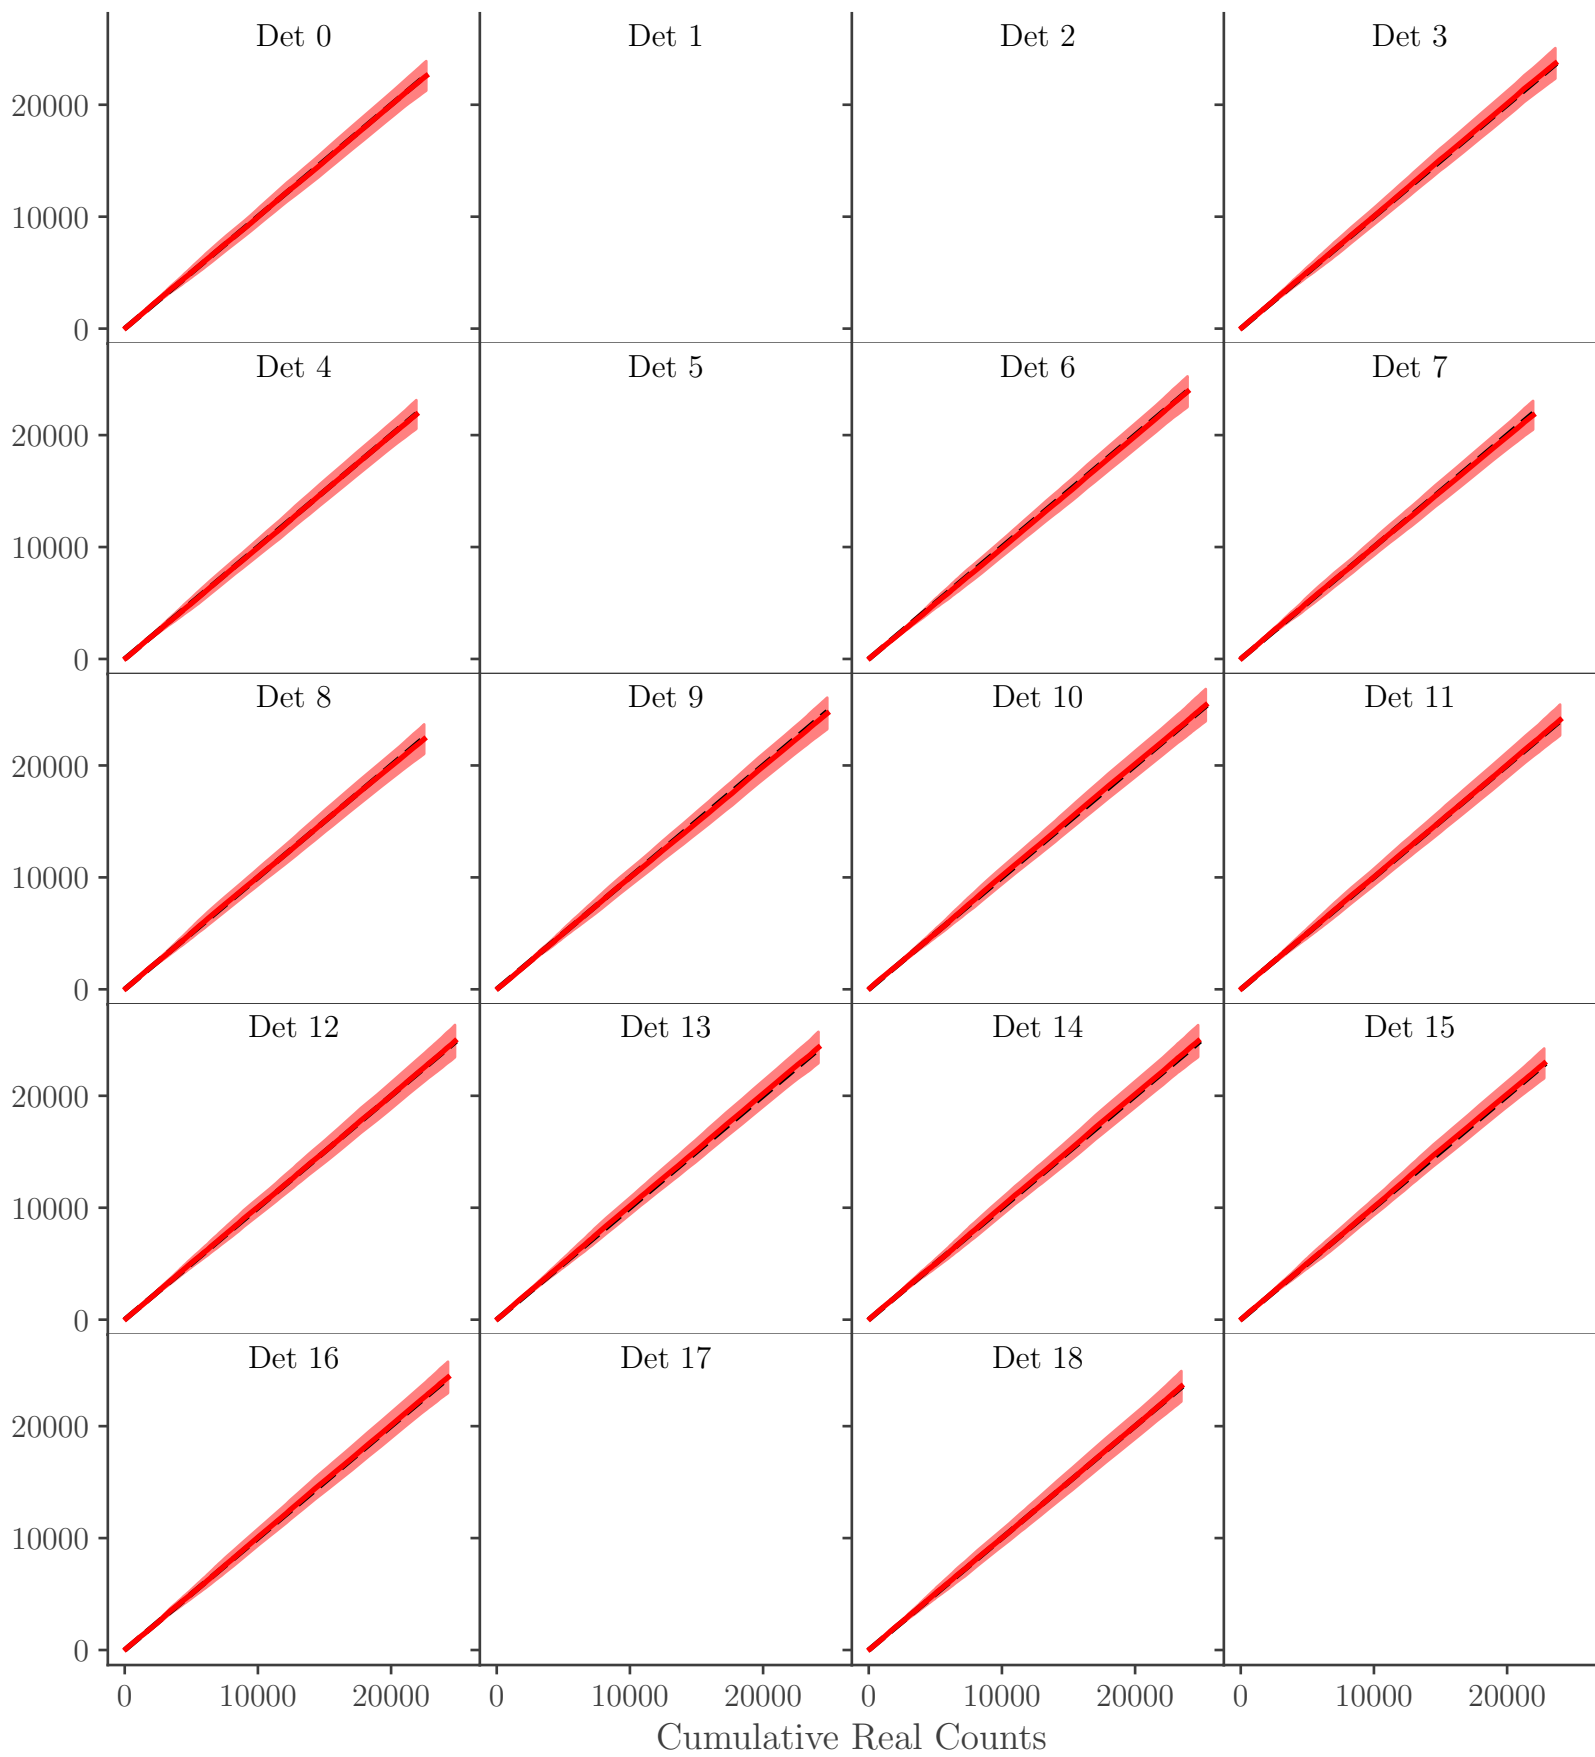 Det 0 Det 1 Det 2 Det 3
20000
10000
0
Det 4 Det 5 Det 6 Det 7
20000
10000
0
Det 8 Det 9 Det 10 Det 11
20000
10000
0
Det 12 Det 13 Det 14 Det 15
20000
10000
0
Det 16 Det 17 Det 18
20000
10000
0
0 10000 20000 0 10000 20000 0 10000 20000 0 10000 20000
Cumulative Real Counts